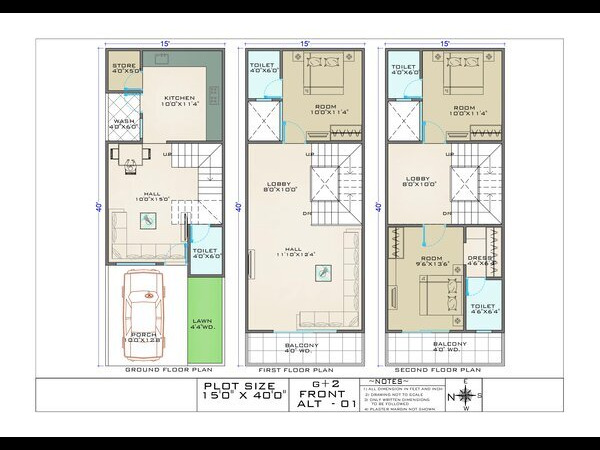 15'
15'
15'
STORE
4'0"X5'0"
KITCHEN
10'0"X11'4"
WASH
4'0"X6'0"
40'
UP
HALL
10'0"X15'0"
TOILET
4'0"X6'0"
PORCH
10'0"X12'8"
LAWN
4'4"WD.
GROUND FLOOR PLAN
TOILET
4'0"X6'0"
ROOM
10'0"X11'4"
40'
UP
LOBBY
8'0"X10'0"
DN
HALL
11'10"X12'4"
BALCONY
4'0" WD.
FIRST FLOOR PLAN
TOILET
4'0"X6'0"
ROOM
10'0"X11'4"
40'
UP
LOBBY
8'0"X10'0"
DN
ROOM
9'6"X13'6"
DRESS
TOILET
4'6"X6'4"
BALCONY
4'0" WD.
SECOND FLOOR PLAN
PLOT SIZE
15'0" X 40'0"
G+2
FRONT
ALT - 01
~NOTES~
1) ALL DIMENSION IN FEET AND INCH
2) DRAWING NOT TO SCALE
3) ONLY WRITTEN DIMENSIONS
TO BE FOLLOWED
4) PLASTER MARGIN NOT SHOWN
E
N
S
W